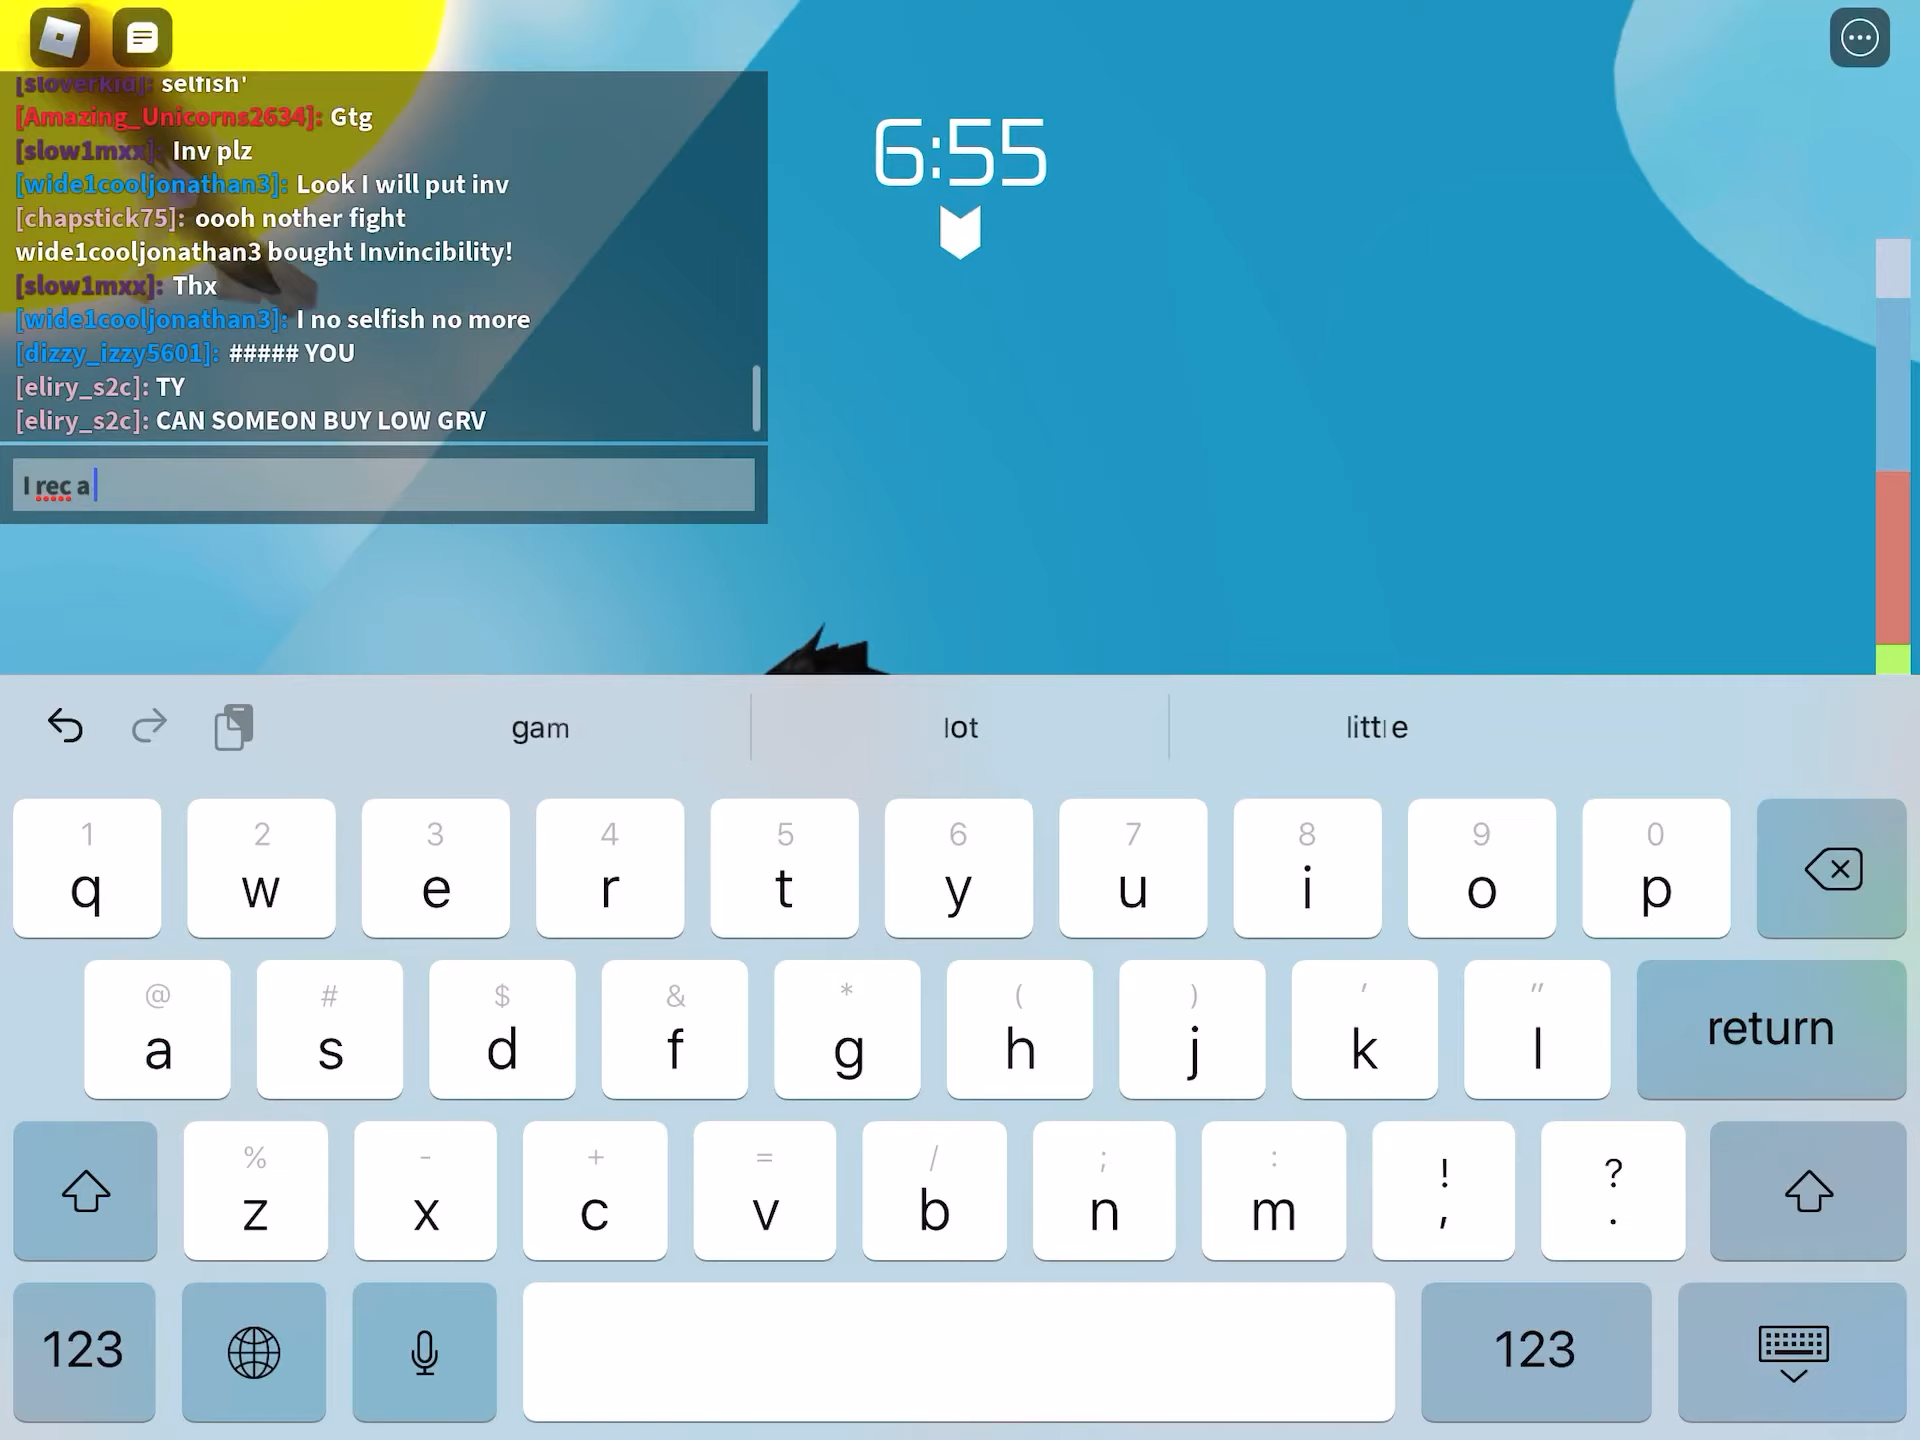 [sloverkid]: selfish'
[Amazing_Unicorns2634]: Gtg
[slow1mxx]: Inv plz
[wide1cooljonathan3]: Look I will put inv
[chapstick75]: oooh nother fight
wide1cooljonathan3 bought Invincibility!
[slow1mxx]: Thx
[wide1cooljonathan3]: I no selfish no more
[dizzy_izzy5601]: ##### YOU
[eliry_s2c]: TY
[eliry_s2c]: CAN SOMEON BUY LOW GRV
I rec a
6:55
gam lot little
1 2 3 4 5 6 7 8 9 0
q w e r t y u i o p
@ # $ & * ( ) ' "
a s d f g h j k l return
% - + = / ; : ! ?
z x c v b n m , .
123 123